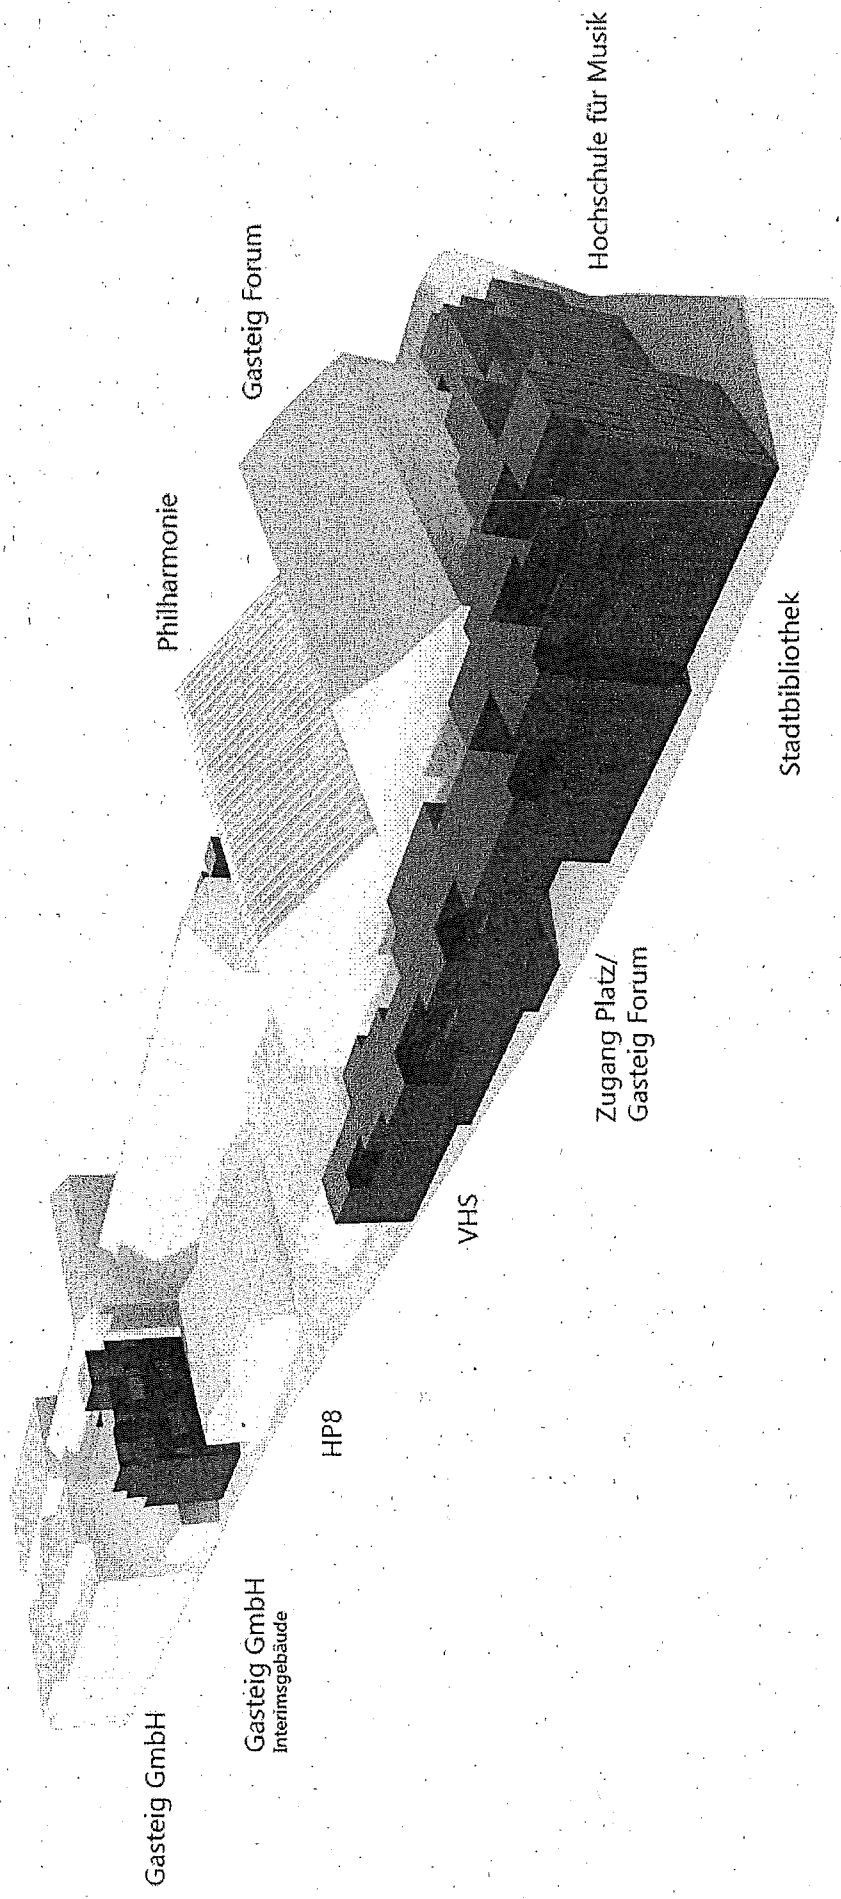 Gasteig GmbH
Gasteig GmbH
Interimsgebäude
HP8
VHS
Zugang Platz/
Gasteig Forum
Stadtbibliothek
Philharmonie
Gasteig Forum
Hochschule für Musik